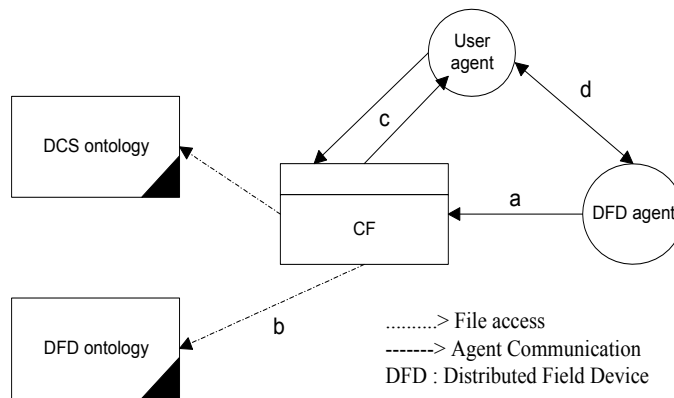 User
agent
d
c
DCS ontology
a
DFD agent
CF
b
DFD ontology
..........> File access
-------> Agent Communication
DFD : Distributed Field Device